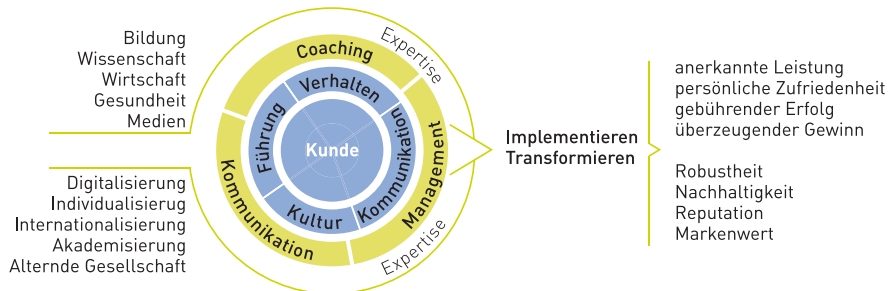 Bildung
Wissenschaft
Wirtschaft
Gesundheit
Medien
Digitalisierung
Individualisierug
Internationalisierung
Akademisierung
Alternde Gesellschaft
Expertise
Coaching
Verhalten
Führung
Kunde
Kommunikation
Management
Kultur
Kommunikation
Expertise
Implementieren
Transformieren
anerkannte Leistung
persönliche Zufriedenheit
gebührender Erfolg
überzeugender Gewinn
Robustheit
Nachhaltigkeit
Reputation
Markenwert